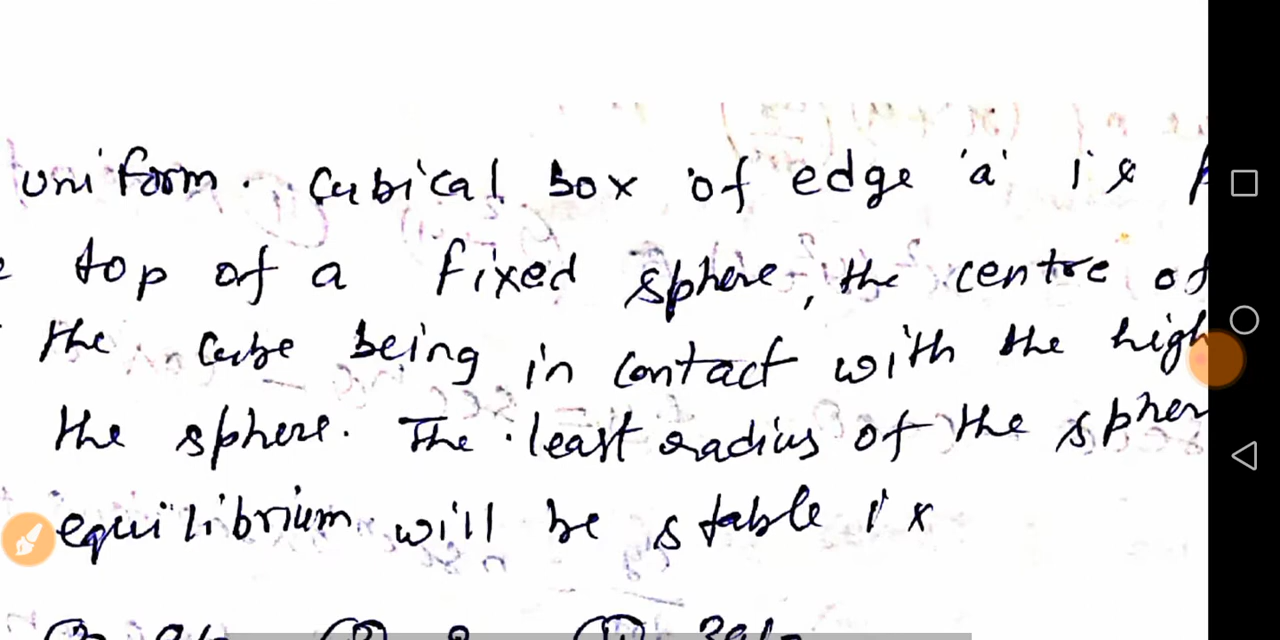 uniform. Cubical box of edge 'a' is
top of a fixed sphere, the centre of
the cube being in contact with the high
the sphere. The least radius of the spher
equilibrium will be stable is